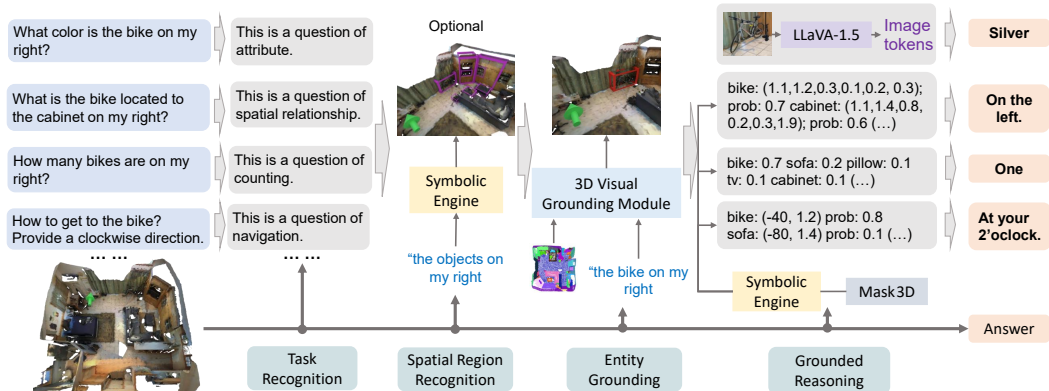 What color is the bike on my
right?
This is a question of
attribute.
What is the bike located to
the cabinet on my right?
This is a question of
spatial relationship.
How many bikes are on my
right?
This is a question of
counting.
How to get to the bike?
Provide a clockwise direction.
This is a question of
navigation.
... ...
... ...
Optional
Symbolic
Engine
“the objects on
my right
3D Visual
Grounding Module
“the bike on my
right
LLaVA-1.5
Image
tokens
Silver
bike: (1.1,1.2,0.3,0.1,0.2, 0.3);
prob: 0.7 cabinet: (1.1,1.4,0.8,
0.2,0.3,1.9); prob: 0.6 (…)
On the
left.
bike: 0.7 sofa: 0.2 pillow: 0.1
tv: 0.1 cabinet: 0.1 (…)
One
bike: (-40, 1.2) prob: 0.8
sofa: (-80, 1.4) prob: 0.1 (…)
At your
2’oclock.
Symbolic
Engine
Mask3D
Answer
Task
Recognition
Spatial Region
Recognition
Entity
Grounding
Grounded
Reasoning